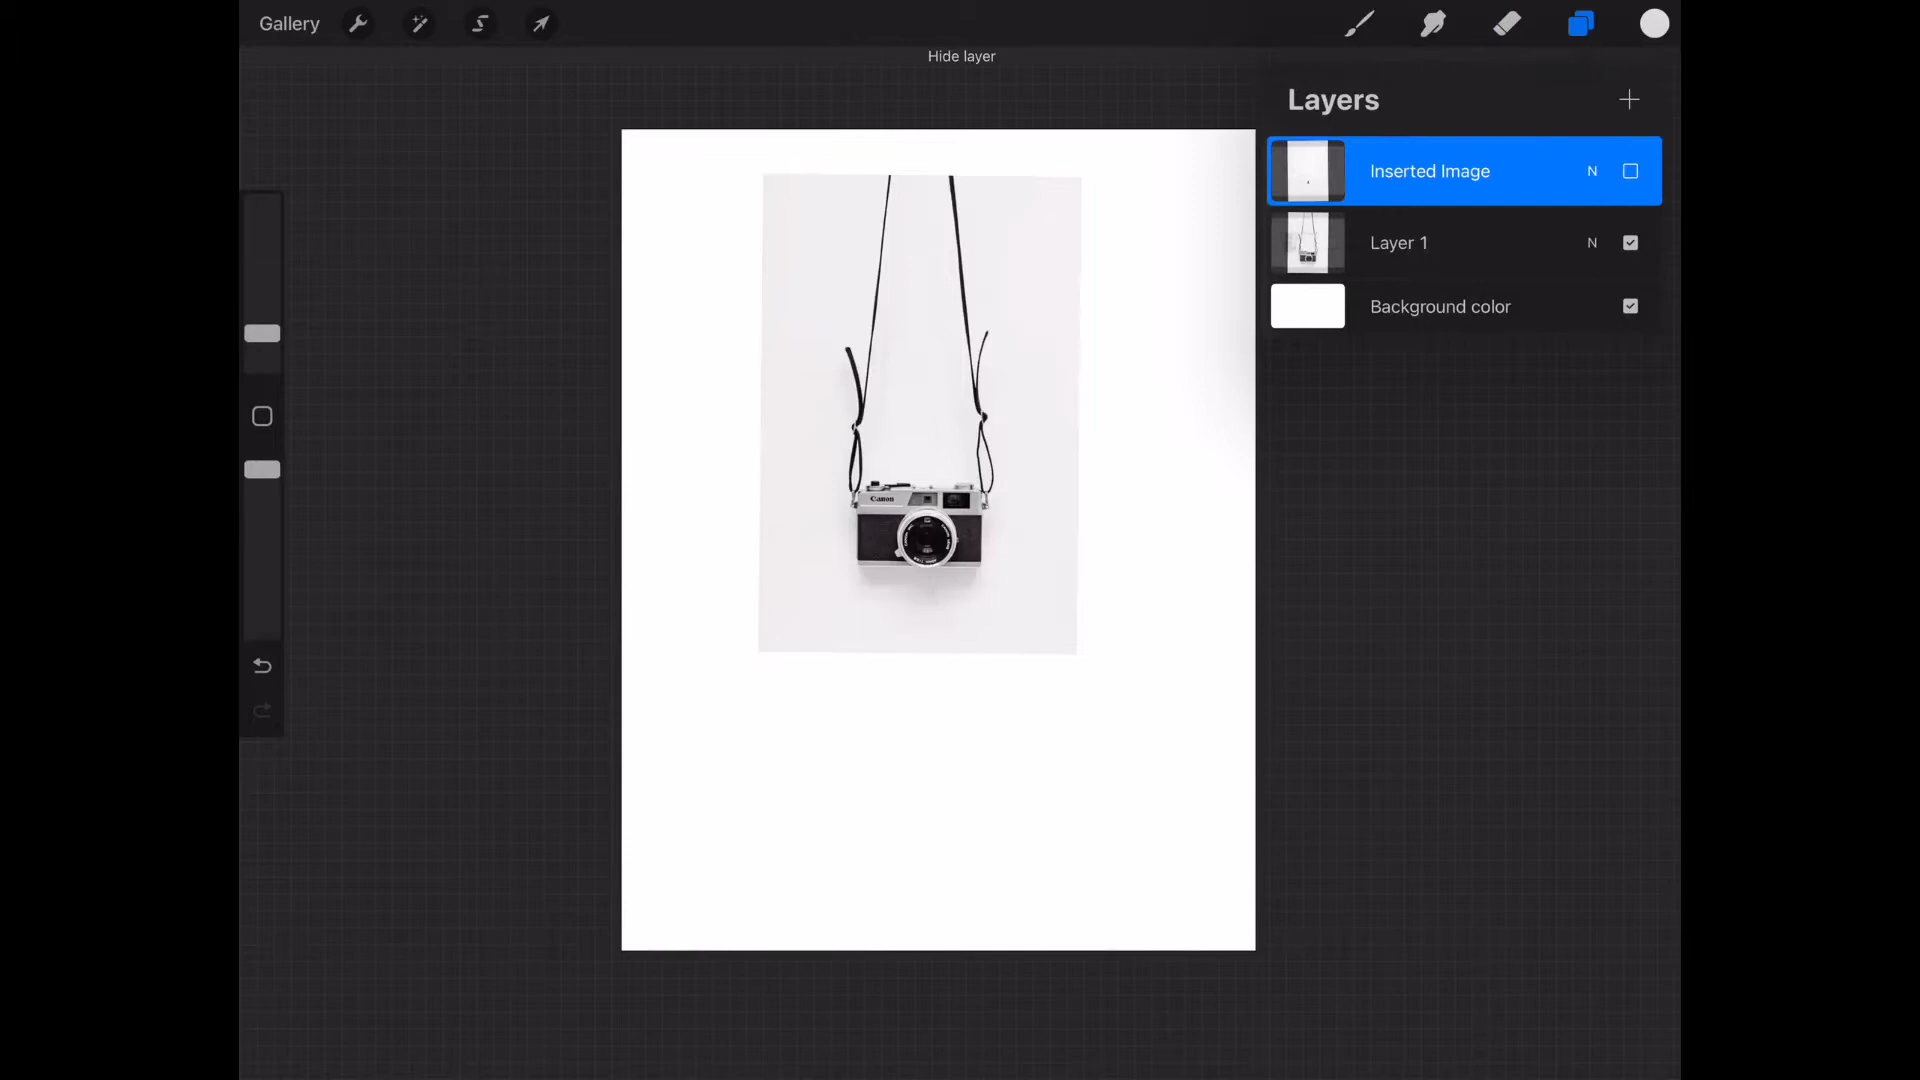 Gallery
Hide layer
Layers
Inserted Image N
Layer 1 N
Background color
Canon